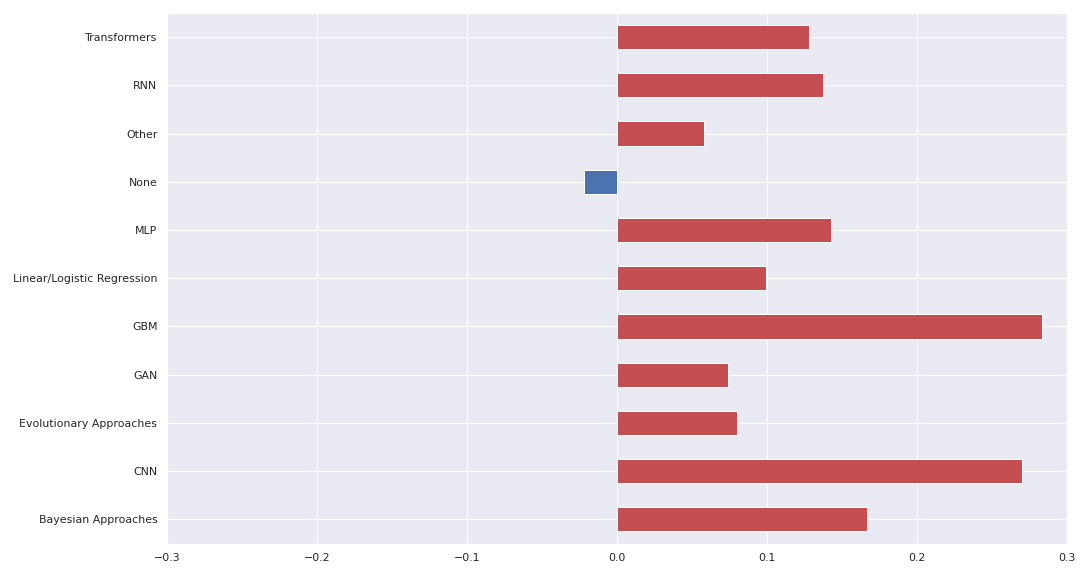 Transformers
RNN
Other
None
MLP
Linear/Logistic Regression
GBM
GAN
Evolutionary Approaches
CNN
Bayesian Approaches
−0.3 −0.2 −0.1 0.0 0.1 0.2 0.3